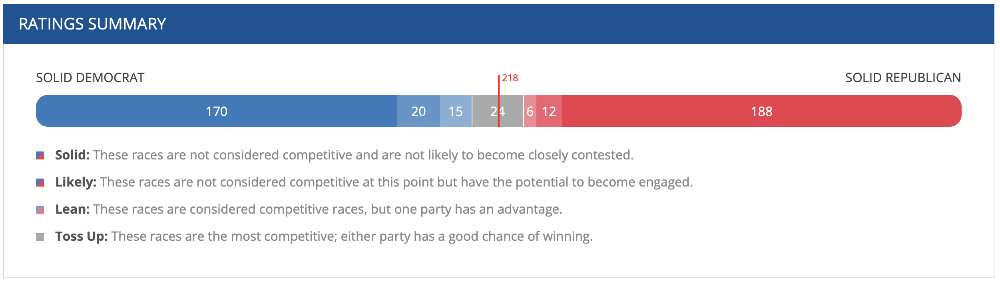 RATINGS SUMMARY
SOLID DEMOCRAT
218
SOLID REPUBLICAN
170 20 15 24 6 12 188
Solid: These races are not considered competitive and are not likely to become closely contested.
Likely: These races are not considered competitive at this point but have the potential to become engaged.
Lean: These races are considered competitive races, but one party has an advantage.
Toss Up: These races are the most competitive; either party has a good chance of winning.